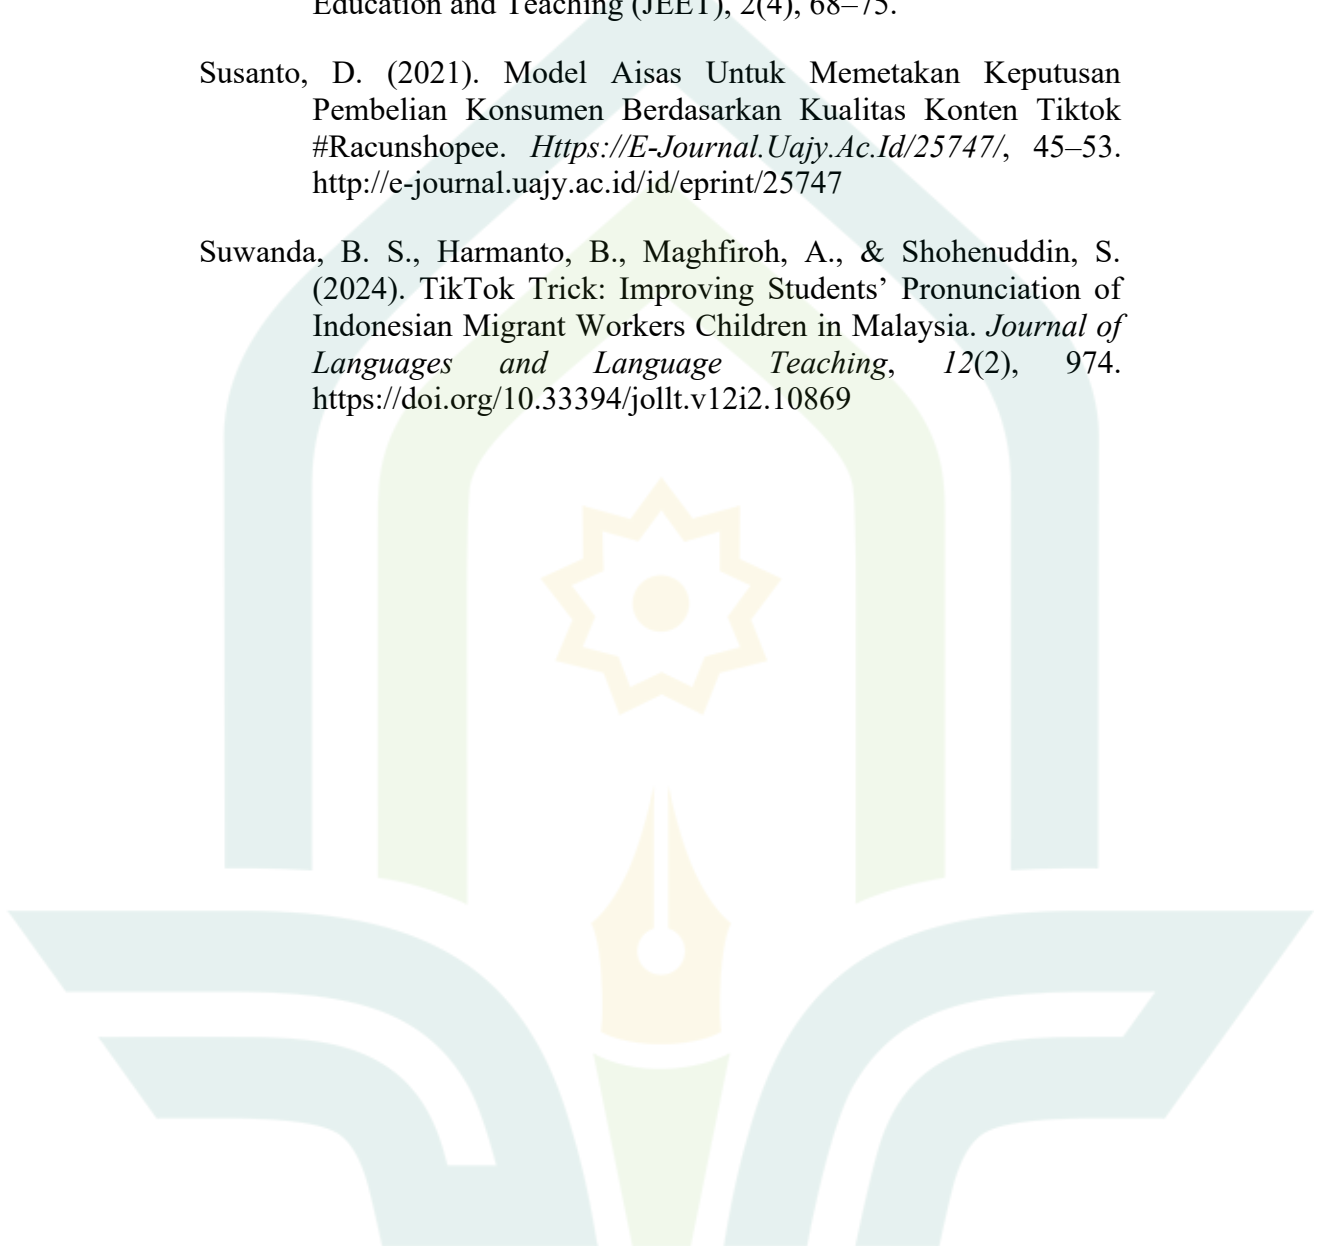 Education and Teaching (JEET), 2(4), 68–75.
Susanto, D. (2021). Model Aisas Untuk Memetakan Keputusan
Pembelian Konsumen Berdasarkan Kualitas Konten Tiktok
#Racunshopee. Https://E-Journal.Uajy.Ac.Id/25747/, 45–53.
http://e-journal.uajy.ac.id/id/eprint/25747
Suwanda, B. S., Harmanto, B., Maghfiroh, A., & Shohenuddin, S.
(2024). TikTok Trick: Improving Students’ Pronunciation of
Indonesian Migrant Workers Children in Malaysia. Journal of
Languages and Language Teaching, 12(2), 974.
https://doi.org/10.33394/jollt.v12i2.10869